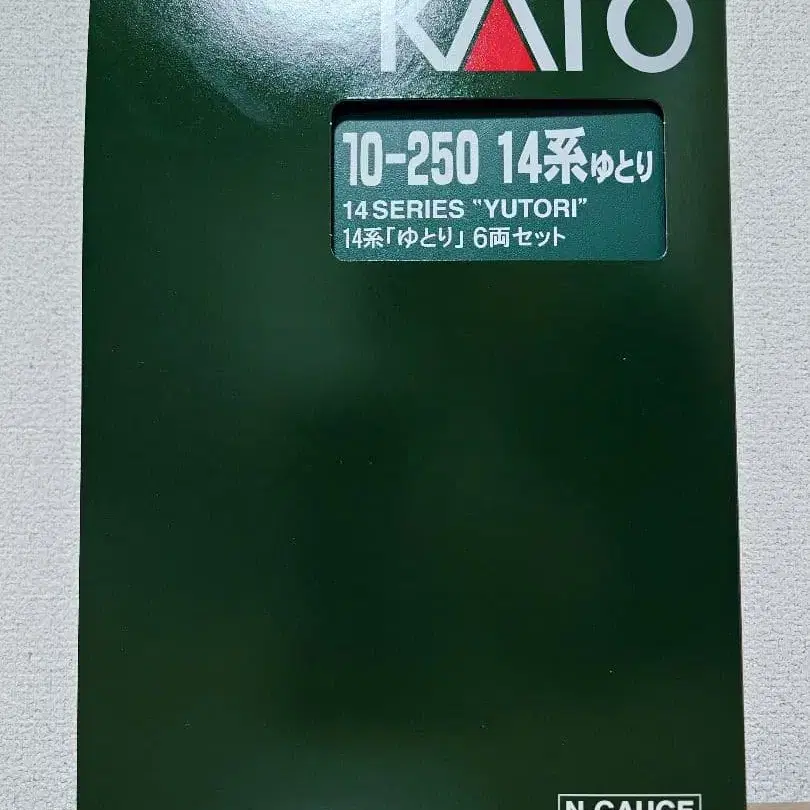 KATO
10-250 14系ゆとり
14 SERIES "YUTORI"
14系「ゆとり」 6両セット
N GAUGE